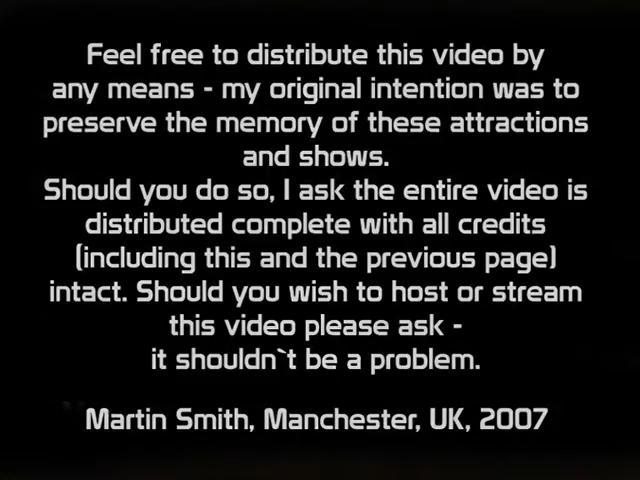 Feel free to distribute this video by
any means - my original intention was to
preserve the memory of these attractions
and shows.
Should you do so, I ask the entire video is
distributed complete with all credits
(including this and the previous page)
intact. Should you wish to host or stream
this video please ask -
it shouldn`t be a problem.
Martin Smith, Manchester, UK, 2007